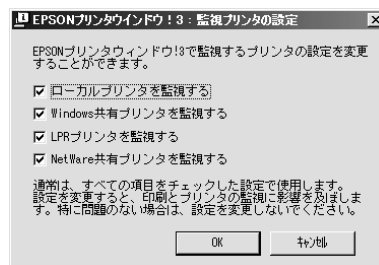 EPSONプリンタウィンドウ!3:監視プリンタの設定
EPSONプリンタウィンドウ!3で監視するプリンタの設定を変更
することができます。
ローカルプリンタを監視する
Windows共有プリンタを監視する
LPRプリンタを監視する
NetWare共有プリンタを監視する
通常は、すべての項目をチェックした設定で使用します。
設定を変更すると、印刷とプリンタの監視に影響を及ぼしま
す。特に問題のない場合は、設定を変更しないでください。
OK
キャンセル